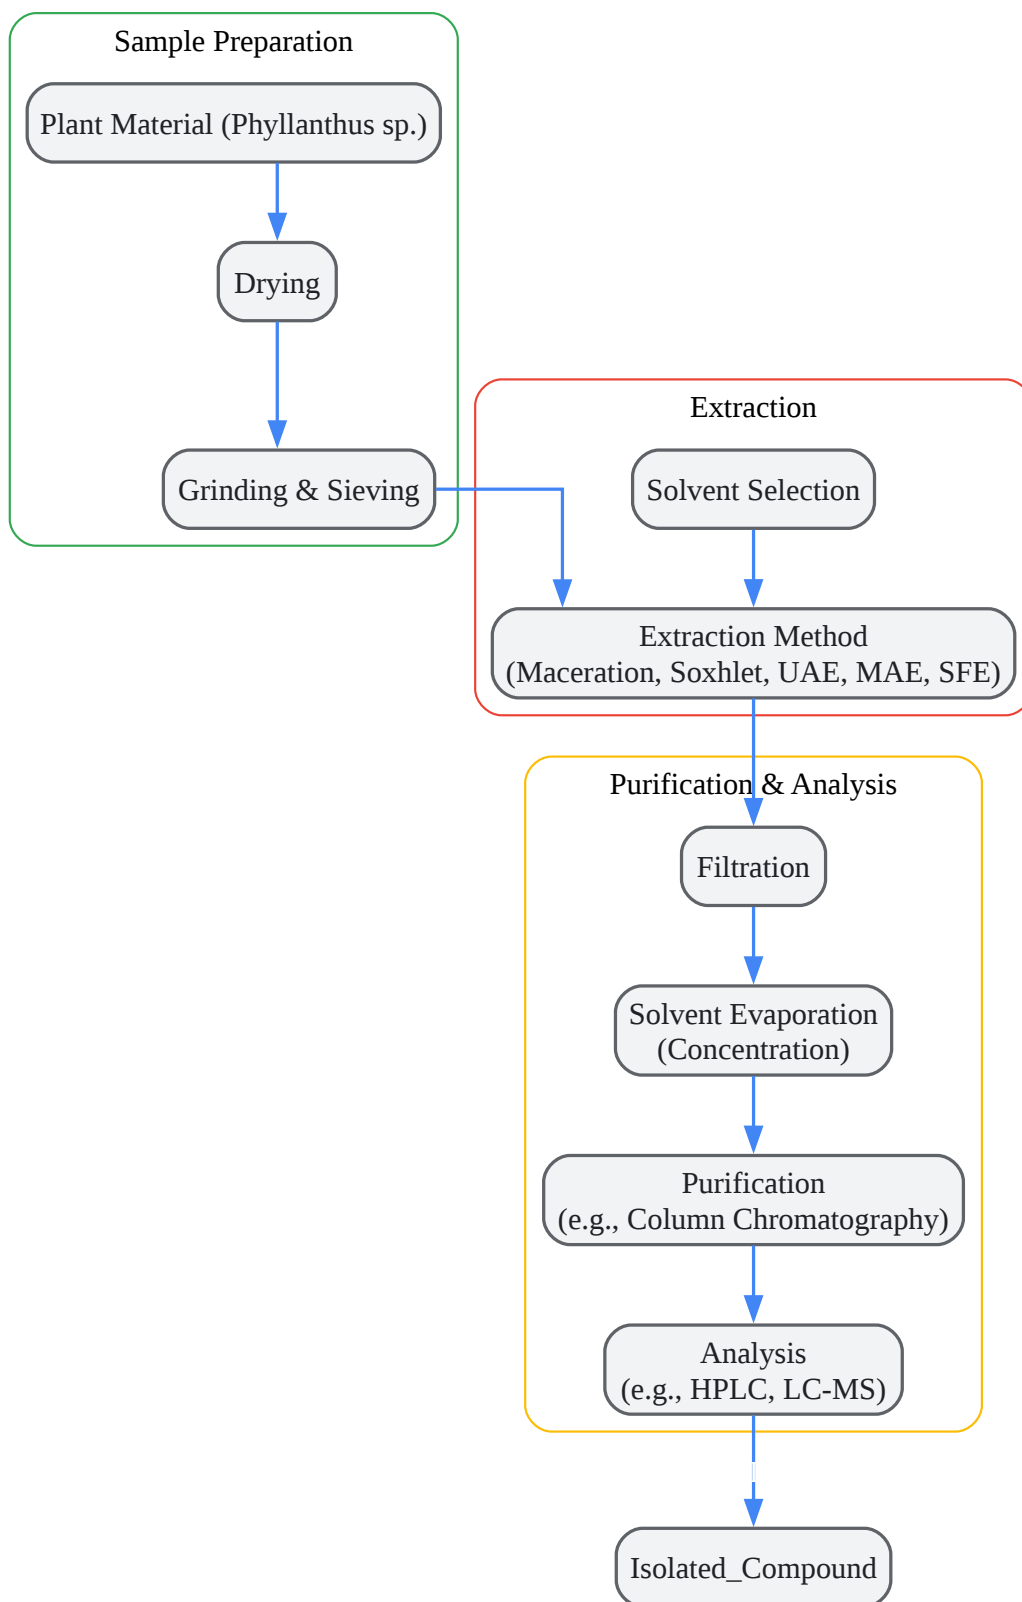 Sample Preparation
Plant Material (Phyllanthus sp.)
Drying
Grinding & Sieving
Extraction
Solvent Selection
Extraction Method
(Maceration, Soxhlet, UAE, MAE, SFE)
Purification & Analysis
Filtration
Solvent Evaporation
(Concentration)
Purification
(e.g., Column Chromatography)
Analysis
(e.g., HPLC, LC-MS)
Isolated_Compound